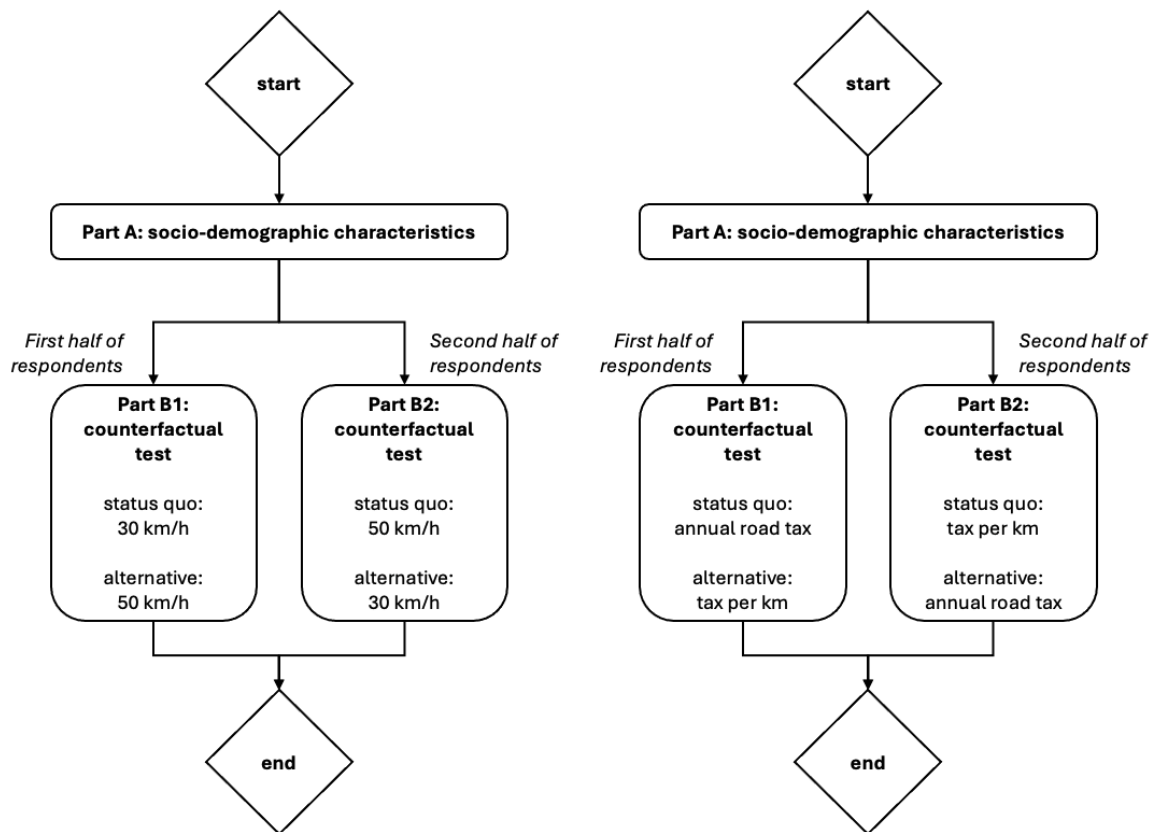 start
Part A: socio-demographic characteristics
First half of
respondents
Second half of
respondents
Part B1:
counterfactual
test
status quo:
30 km/h
alternative:
50 km/h
Part B2:
counterfactual
test
status quo:
50 km/h
alternative:
30 km/h
end
start
Part A: socio-demographic characteristics
First half of
respondents
Second half of
respondents
Part B1:
counterfactual
test
status quo:
annual road tax
alternative:
tax per km
Part B2:
counterfactual
test
status quo:
tax per km
alternative:
annual road tax
end